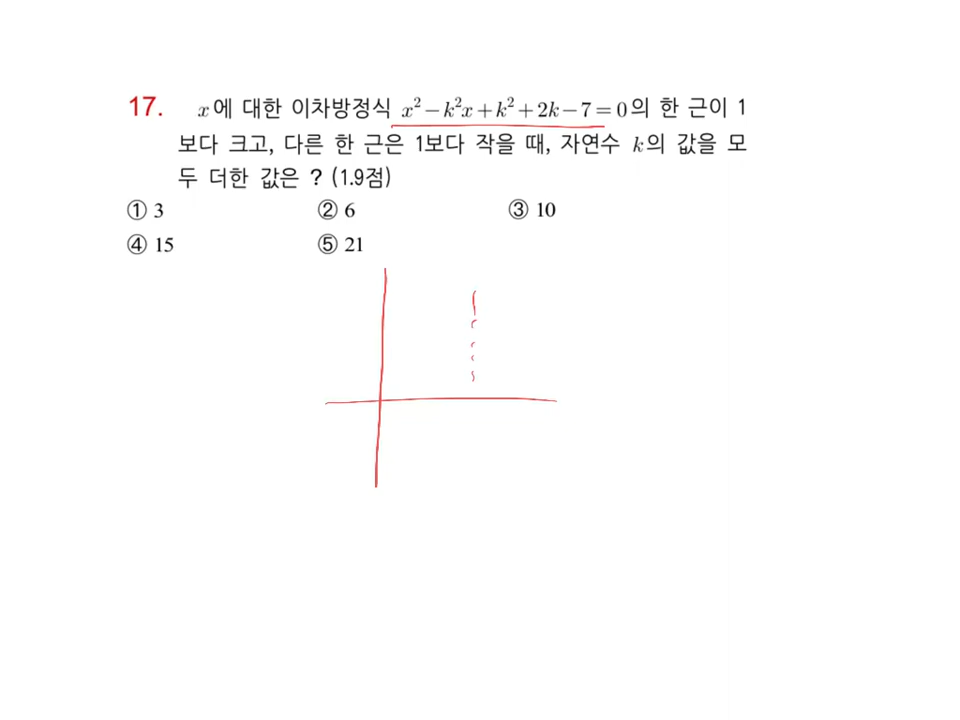 17. x에 대한 이차방정식 x²-k²x+k²+2k-7=0의 한 근이 1
보다 크고, 다른 한 근은 1보다 작을 때, 자연수 k의 값을 모
두 더한 값은 ? (1.9점)
① 3 ② 6 ③ 10
④ 15 ⑤ 21